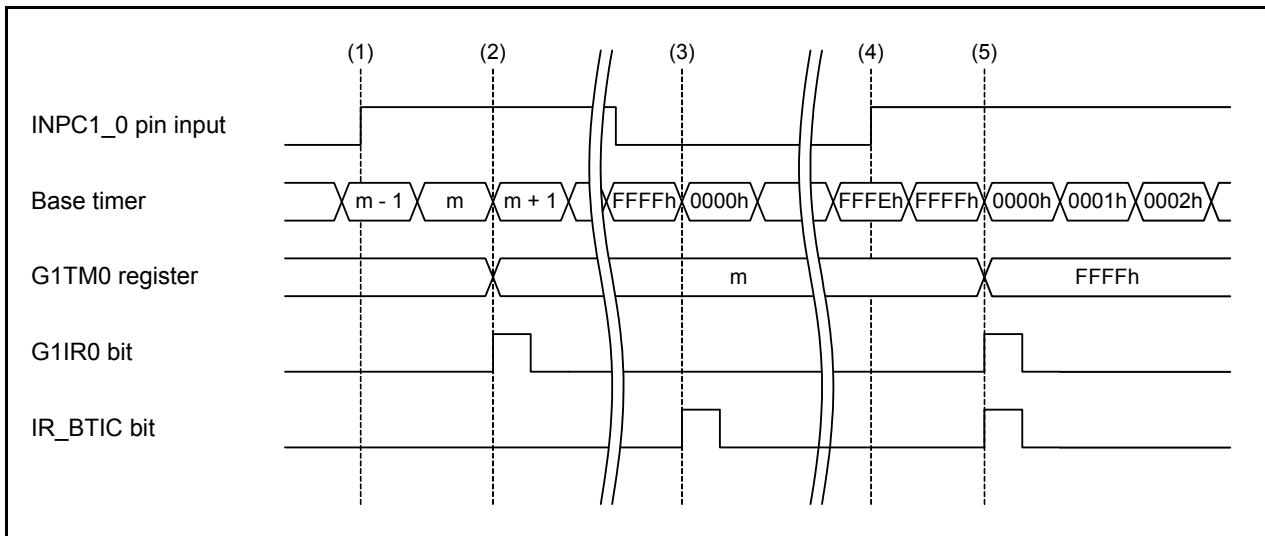 (1) (2) (3) (4) (5)
INPC1_0 pin input
Base timer m - 1 m m + 1 FFFFh 0000h FFFEh FFFFh 0000h 0001h 0002h
G1TM0 register m FFFFh
G1IR0 bit
IR_BTIC bit